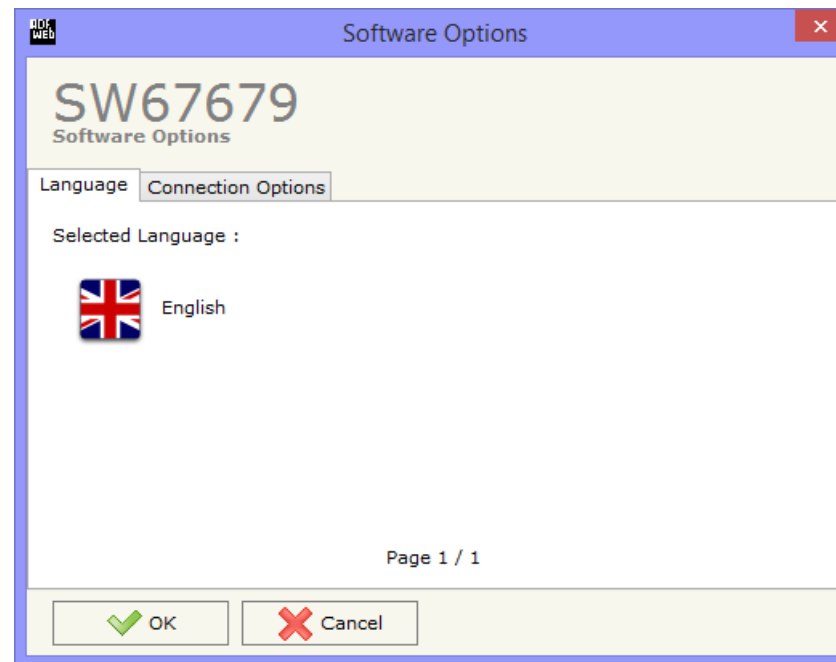 ADF
WEB
Software Options
SW67679
Software Options
Language
Connection Options
Selected Language :
English
Page 1 / 1
OK
Cancel